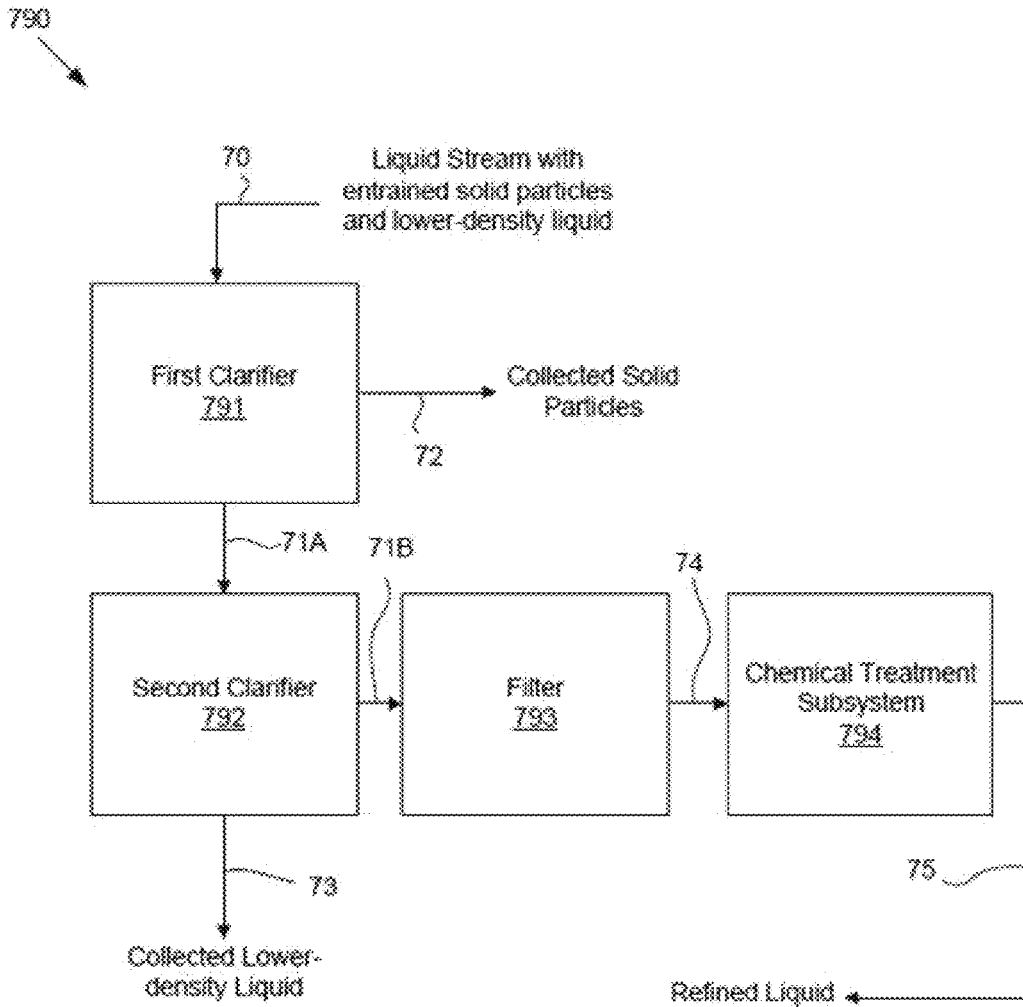 790
70
Liquid Stream with
entrained solid particles
and lower-density liquid
First Clarifier
791
Collected Solid
Particles
72
71A
71B
74
Second Clarifier
792
Filter
793
Chemical Treatment
Subsystem
794
73
75
Collected Lower-
density Liquid
Refined Liquid